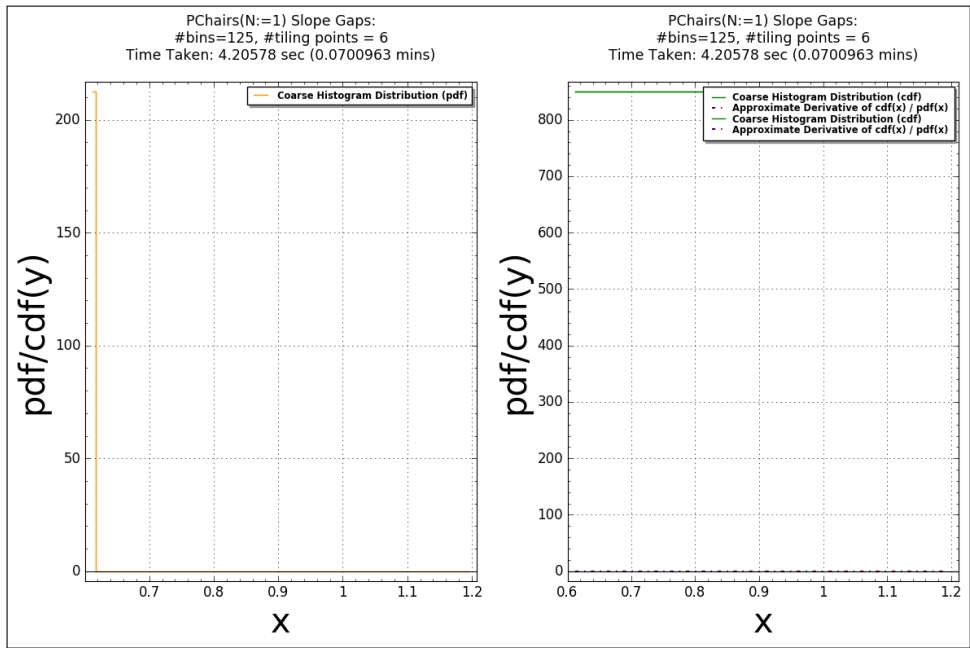 PChairs(N:=1) Slope Gaps:
#bins=125, #tiling points = 6
Time Taken: 4.20578 sec (0.0700963 mins)
Coarse Histogram Distribution (pdf)
pdf/cdf(y)
200
150
100
50
0
0.7
0.8
0.9
1
1.1
1.2
x
PChairs(N:=1) Slope Gaps:
#bins=125, #tiling points = 6
Time Taken: 4.20578 sec (0.0700963 mins)
Coarse Histogram Distribution (cdf)
Approximate Derivative of cdf(x) / pdf(x)
Coarse Histogram Distribution (cdf)
Approximate Derivative of cdf(x) / pdf(x)
pdf/cdf(y)
800
700
600
500
400
300
200
100
0
0.6
0.7
0.8
0.9
1
1.1
1.2
x